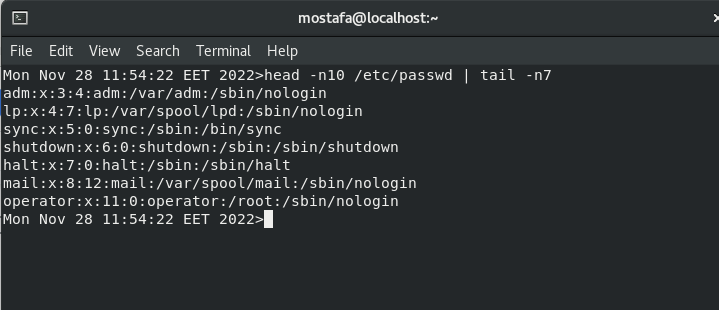 mostafa@localhost:~
File Edit View Search Terminal Help
Mon Nov 28 11:54:22 EET 2022>head -n10 /etc/passwd | tail -n7
adm:x:3:4:adm:/var/adm:/sbin/nologin
lp:x:4:7:lp:/var/spool/lpd:/sbin/nologin
sync:x:5:0:sync:/sbin:/bin/sync
shutdown:x:6:0:shutdown:/sbin:/sbin/shutdown
halt:x:7:0:halt:/sbin:/sbin/halt
mail:x:8:12:mail:/var/spool/mail:/sbin/nologin
operator:x:11:0:operator:/root:/sbin/nologin
Mon Nov 28 11:54:22 EET 2022>